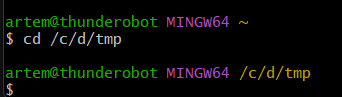 artem@thunderobot MINGW64 ~
$ cd /c/d/tmp
artem@thunderobot MINGW64 /c/d/tmp
$